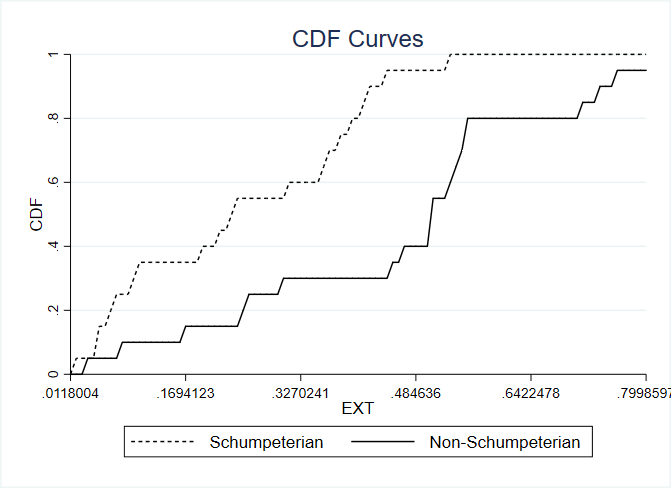 CDF Curves
1
.8
.6
.4
.2
0
CDF
.0118004 .1694123 .3270241 .484636 .6422478 .7998597
EXT
Schumpeterian Non-Schumpeterian